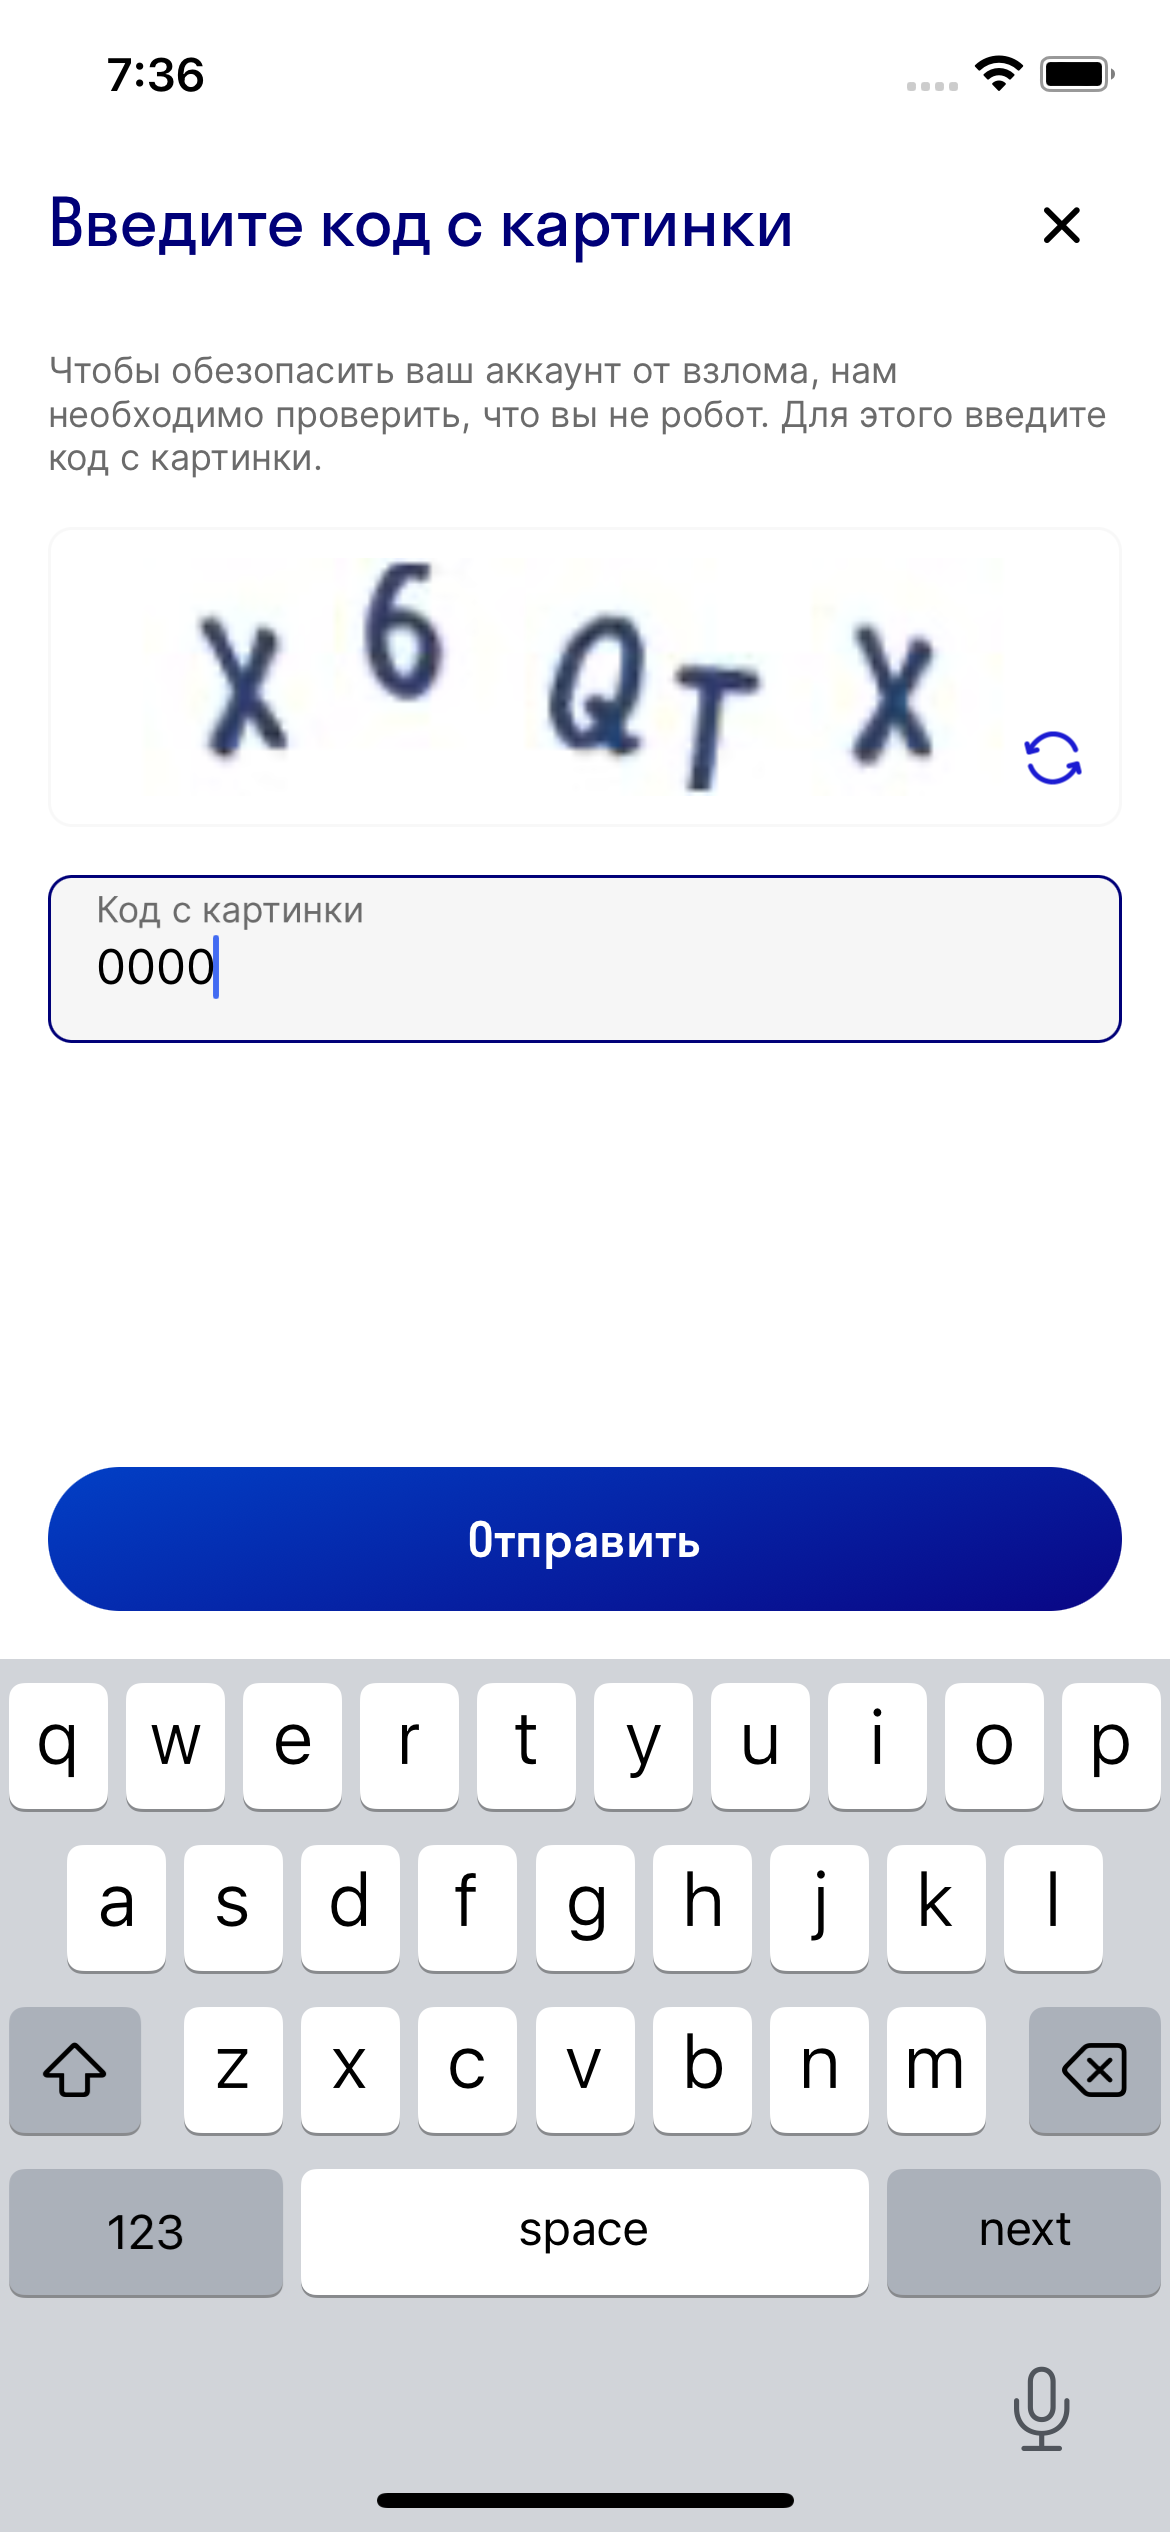 7:36
Введите код с картинки
Чтобы обезопасить ваш аккаунт от взлома, нам
необходимо проверить, что вы не робот. Для этого введите
код с картинки.
X 6 Q T X
Код с картинки
0000
Отправить
q w e r t y u i o p
a s d f g h j k l
z x c v b n m
123 space next